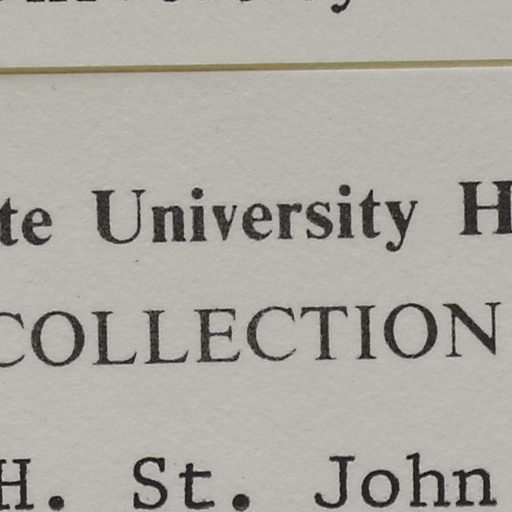 te University H
COLLECTION
H. St. John